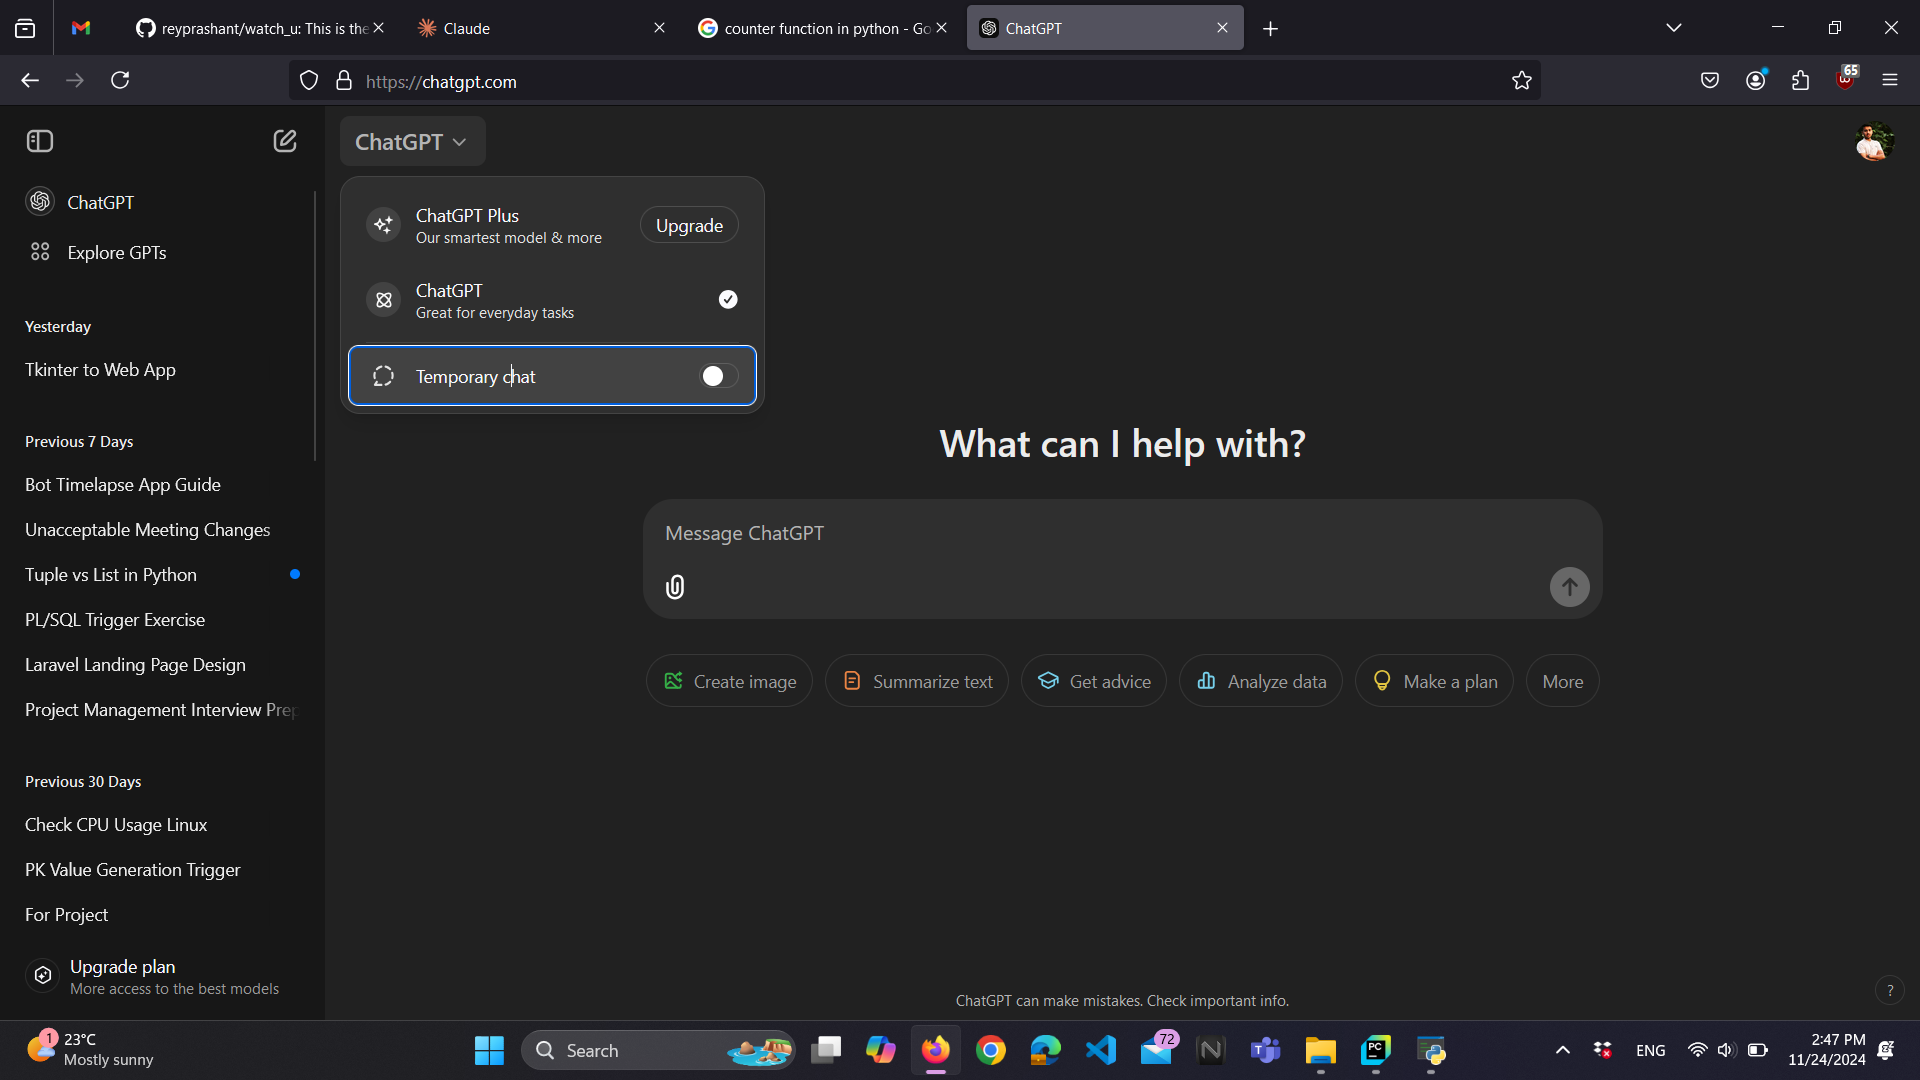 reyprashant/watch_u: This is the
Claude
counter function in python - Go
ChatGPT
https://chatgpt.com
65
ChatGPT
ChatGPT
Explore GPTs
Yesterday
Tkinter to Web App
Previous 7 Days
Bot Timelapse App Guide
Unacceptable Meeting Changes
Tuple vs List in Python
PL/SQL Trigger Exercise
Laravel Landing Page Design
Project Management Interview Prep
Previous 30 Days
Check CPU Usage Linux
PK Value Generation Trigger
For Project
Upgrade plan
More access to the best models
ChatGPT Plus
Our smartest model & more
Upgrade
ChatGPT
Great for everyday tasks
Temporary chat
What can I help with?
Message ChatGPT
Create image
Summarize text
Get advice
Analyze data
Make a plan
More
ChatGPT can make mistakes. Check important info.
?
1
23°C
Mostly sunny
Search
72
PC
ENG
2:47 PM
11/24/2024